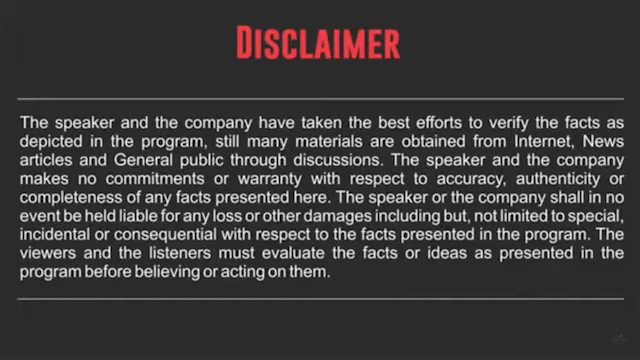 DISCLAIMER
The speaker and the company have taken the best efforts to verify the facts as
depicted in the program, still many materials are obtained from Internet, News
articles and General public through discussions. The speaker and the company
makes no commitments or warranty with respect to accuracy, authenticity or
completeness of any facts presented here. The speaker or the company shall in no
event be held liable for any loss or other damages including but, not limited to special,
incidental or consequential with respect to the facts presented in the program. The
viewers and the listeners must evaluate the facts or ideas as presented in the
program before believing or acting on them.